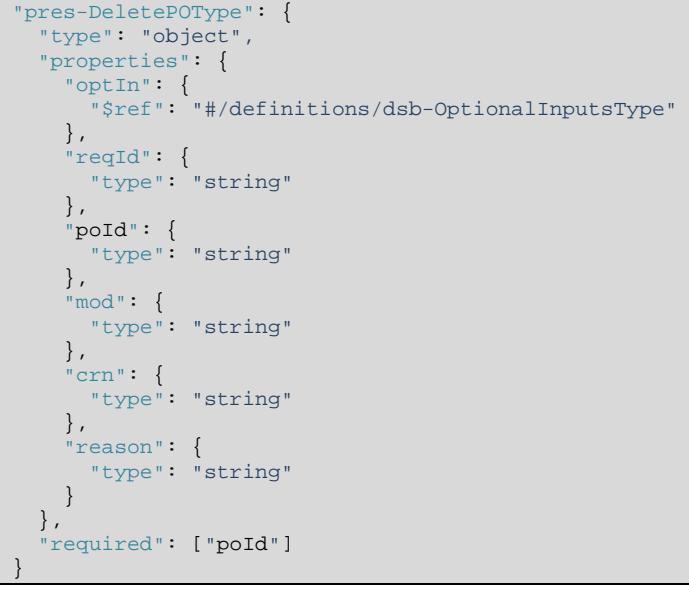 "pres-DeletePOType": {
  "type": "object",
  "properties": {
    "optIn": {
      "$ref": "#/definitions/dsb-OptionalInputsType"
    },
    "reqId": {
      "type": "string"
    },
    "poId": {
      "type": "string"
    },
    "mod": {
      "type": "string"
    },
    "crn": {
      "type": "string"
    },
    "reason": {
      "type": "string"
    }
  },
  "required": ["poId"]
}